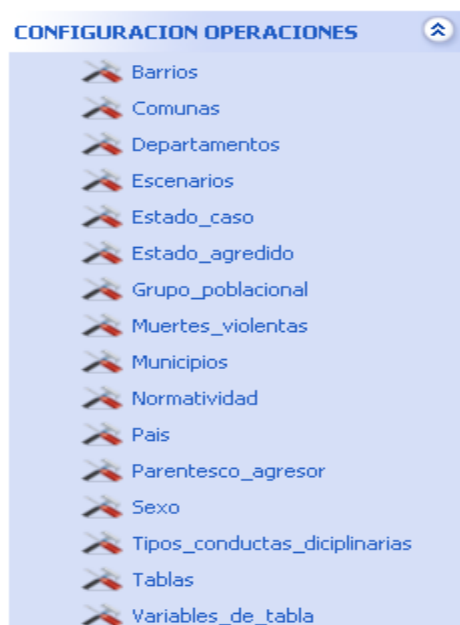 CONFIGURACION OPERACIONES
Barrios
Comunas
Departamentos
Escenarios
Estado_caso
Estado_agredido
Grupo_poblacional
Muertes_violentas
Municipios
Normatividad
Pais
Parentesco_agresor
Sexo
Tipos_conductas_diciplinarias
Tablas
Variables_de_tabla